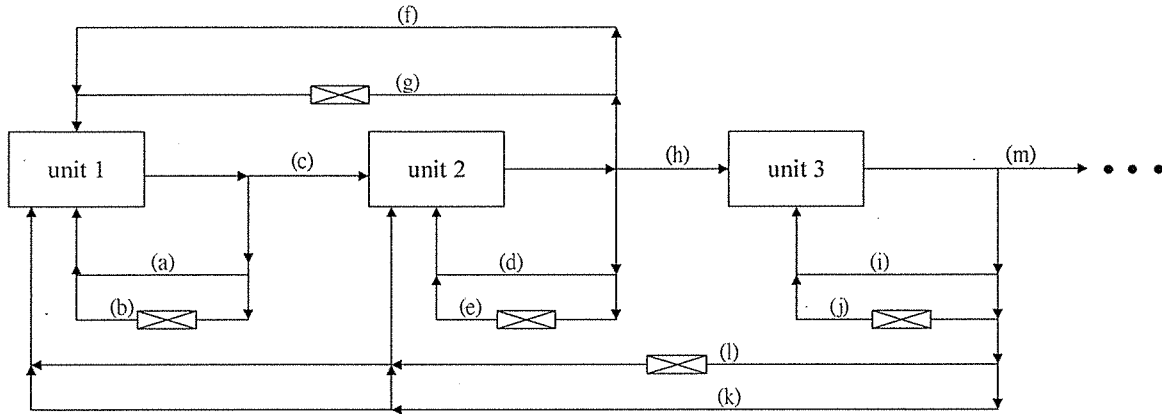 (f)
(g)
unit 1
(c)
unit 2
(h)
unit 3
(m)
(a)
(d)
(i)
(b)
(e)
(j)
(l)
(k)